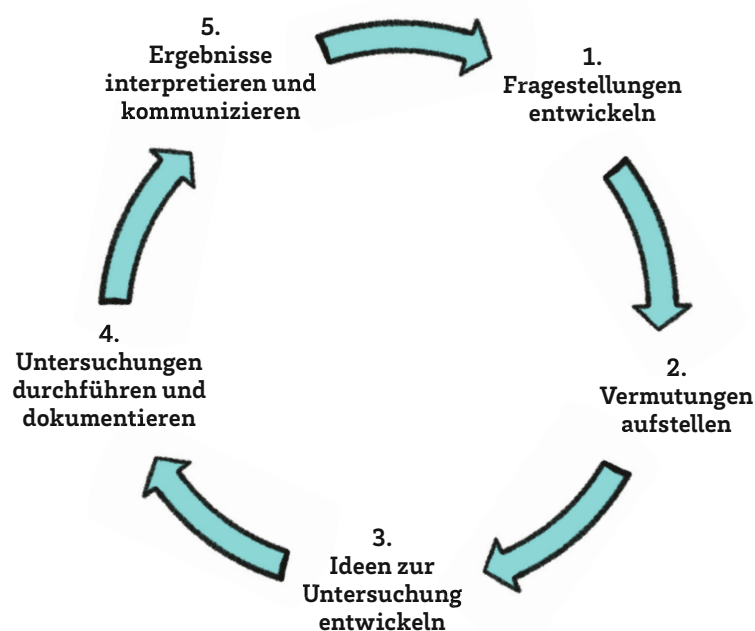 1.
Fragestellungen
entwickeln
2.
Vermutungen
aufstellen
3.
Ideen zur
Untersuchung
entwickeln
4.
Untersuchungen
durchführen und
dokumentieren
5.
Ergebnisse
interpretieren und
kommunizieren